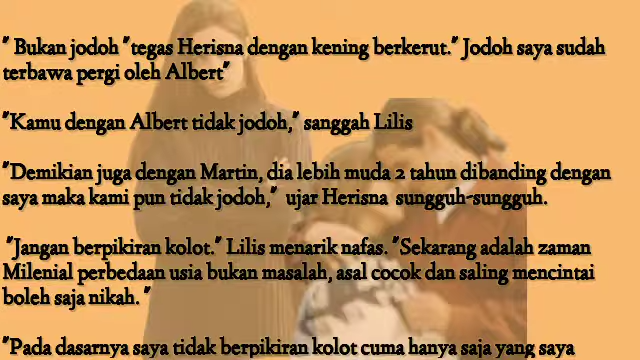 " Bukan jodoh "tegas Herisna dengan kening berkerut." Jodoh saya sudah
terbawa pergi oleh Albert"
"Kamu dengan Albert tidak jodoh," sanggah Lilis
"Demikian juga dengan Martin, dia lebih muda 2 tahun dibanding dengan
saya maka kami pun tidak jodoh," ujar Herisna sungguh-sungguh.
"Jangan berpikiran kolot." Lilis menarik nafas. "Sekarang adalah zaman
Milenial perbedaan usia bukan masalah, asal cocok dan saling mencintai
boleh saja nikah. "
"Pada dasarnya saya tidak berpikiran kolot cuma hanya saja yang saya